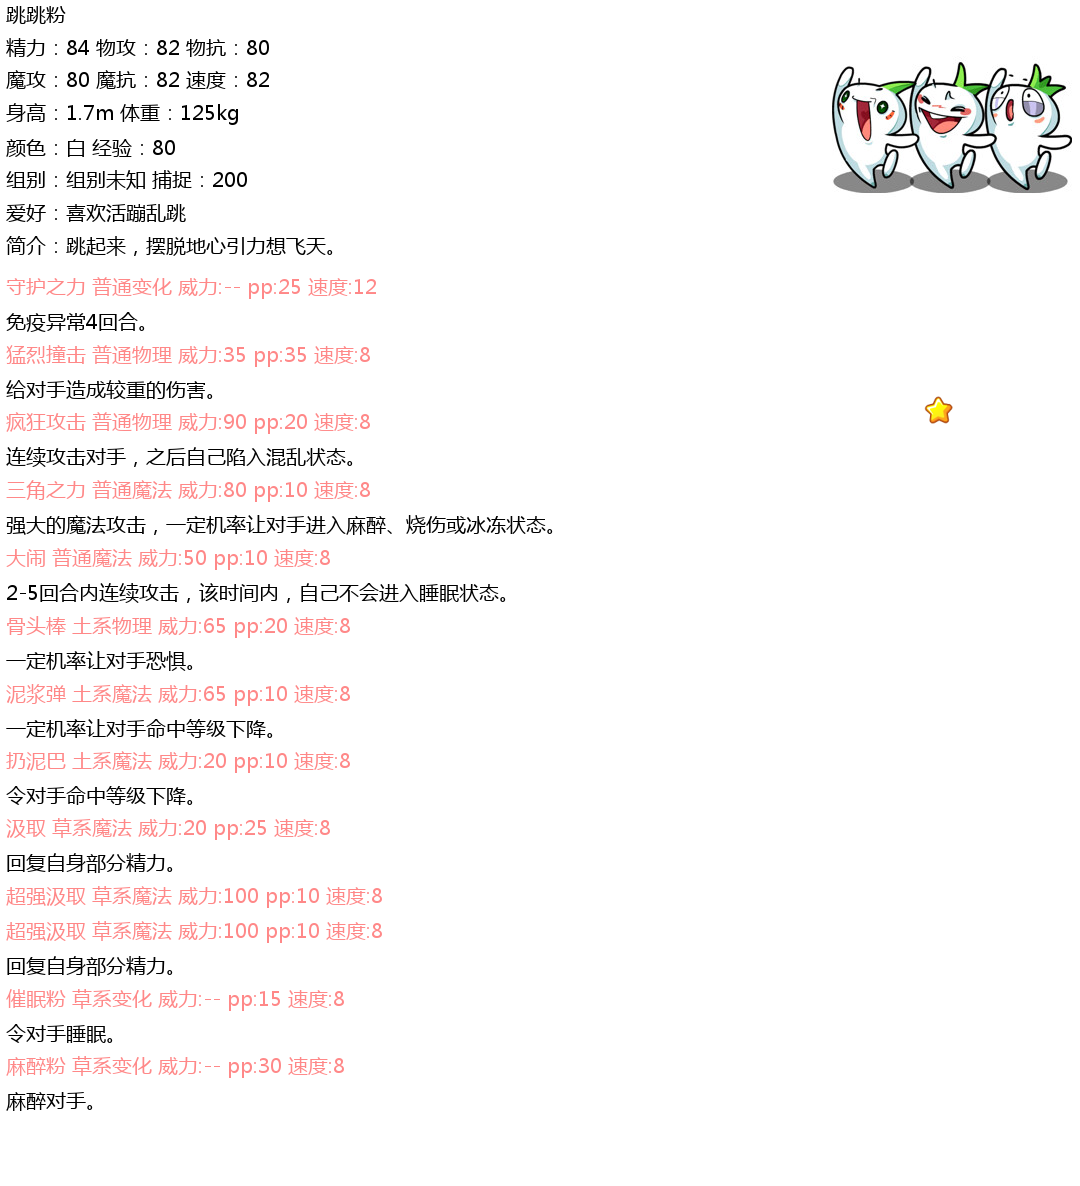 跳跳粉
精力：84 物攻：82 物抗：80
魔攻：80 魔抗：82 速度：82
身高：1.7m 体重：125kg
颜色：白 经验：80
组别：组别未知 捕捉：200
爱好：喜欢活蹦乱跳
简介：跳起来，摆脱地心引力想飞天。
守护之力 普通变化 威力:-- pp:25 速度:12
免疫异常4回合。
猛烈撞击 普通物理 威力:35 pp:35 速度:8
给对手造成较重的伤害。
疯狂攻击 普通物理 威力:90 pp:20 速度:8
连续攻击对手，之后自己陷入混乱状态。
三角之力 普通魔法 威力:80 pp:10 速度:8
强大的魔法攻击，一定机率让对手进入麻醉、烧伤或冰冻状态。
大闹 普通魔法 威力:50 pp:10 速度:8
2-5回合内连续攻击，该时间内，自己不会进入睡眠状态。
骨头棒 土系物理 威力:65 pp:20 速度:8
一定机率让对手恐惧。
泥浆弹 土系魔法 威力:65 pp:10 速度:8
一定机率让对手命中等级下降。
扔泥巴 土系魔法 威力:20 pp:10 速度:8
令对手命中等级下降。
汲取 草系魔法 威力:20 pp:25 速度:8
回复自身部分精力。
超强汲取 草系魔法 威力:100 pp:10 速度:8
超强汲取 草系魔法 威力:100 pp:10 速度:8
回复自身部分精力。
催眠粉 草系变化 威力:-- pp:15 速度:8
令对手睡眠。
麻醉粉 草系变化 威力:-- pp:30 速度:8
麻醉对手。